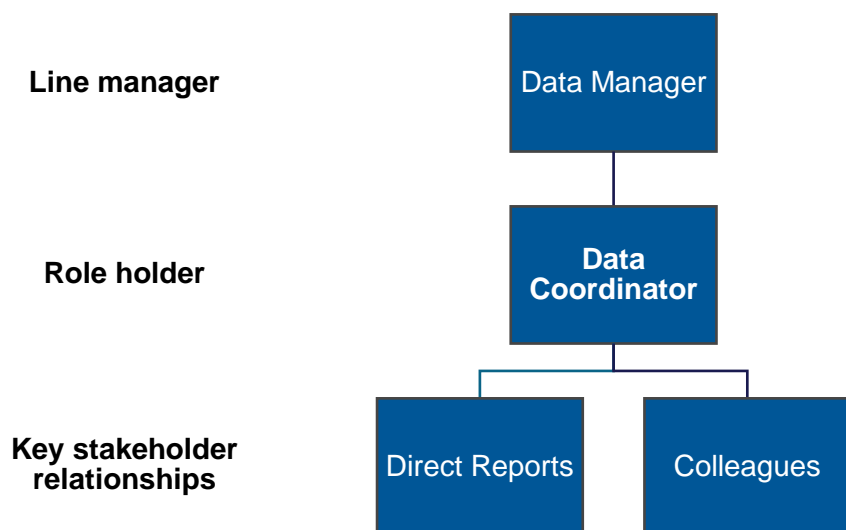 Line manager
Data Manager
Role holder
Data
Coordinator
Key stakeholder
relationships
Direct Reports
Colleagues